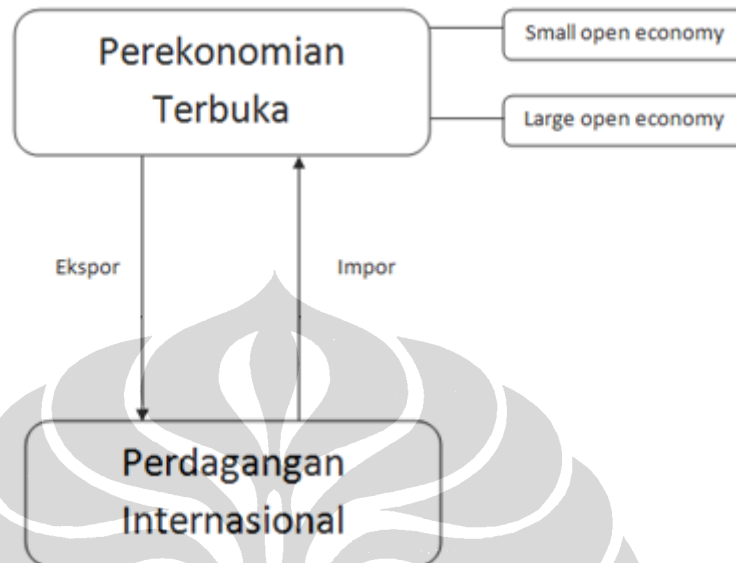 Perekonomian
Terbuka
Small open economy
Large open economy
Ekspor
Impor
Perdagangan
Internasional